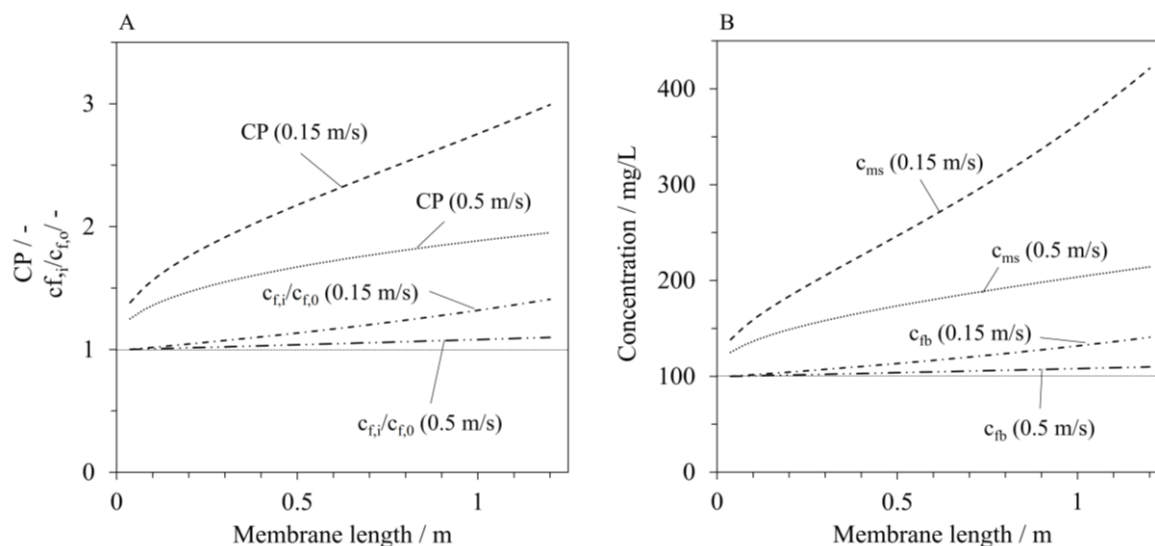 A
CP / -
cf,i/cf,o/ -
3
2
1
0
CP (0.15 m/s)
CP (0.5 m/s)
cf,i/cf,0 (0.15 m/s)
cf,i/cf,0 (0.5 m/s)
0
0.5
1
Membrane length / m
B
Concentration / mg/L
400
300
200
100
0
cms (0.15 m/s)
cms (0.5 m/s)
cfb (0.15 m/s)
cfb (0.5 m/s)
0
0.5
1
Membrane length / m